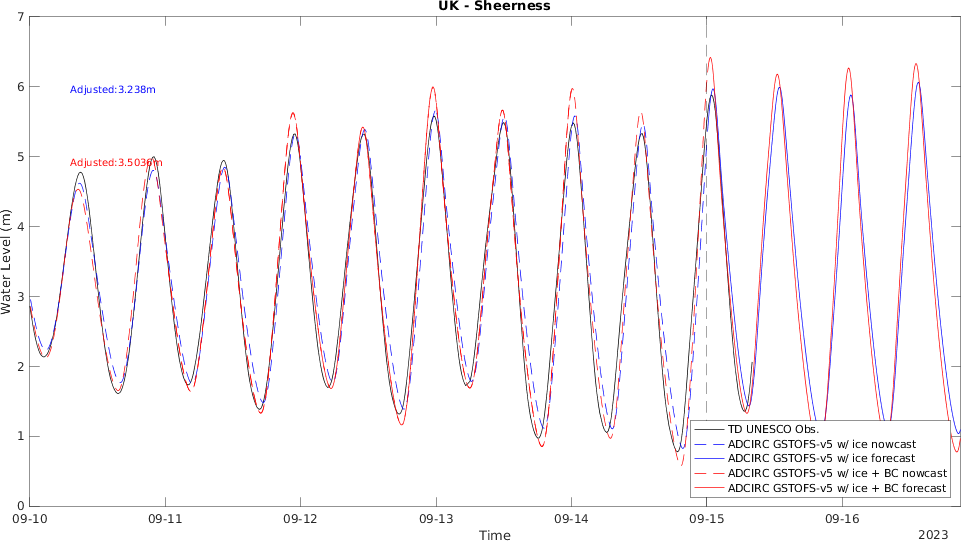 UK - Sheerness
7
6
5
4
3
2
1
0
Water Level (m)
Adjusted:3.238m
Adjusted:3.5036m
TD UNESCO Obs.
ADCIRC GSTOFS-v5 w/ ice nowcast
ADCIRC GSTOFS-v5 w/ ice forecast
ADCIRC GSTOFS-v5 w/ ice + BC nowcast
ADCIRC GSTOFS-v5 w/ ice + BC forecast
09-10 09-11 09-12 09-13 09-14 09-15 09-16
Time
2023